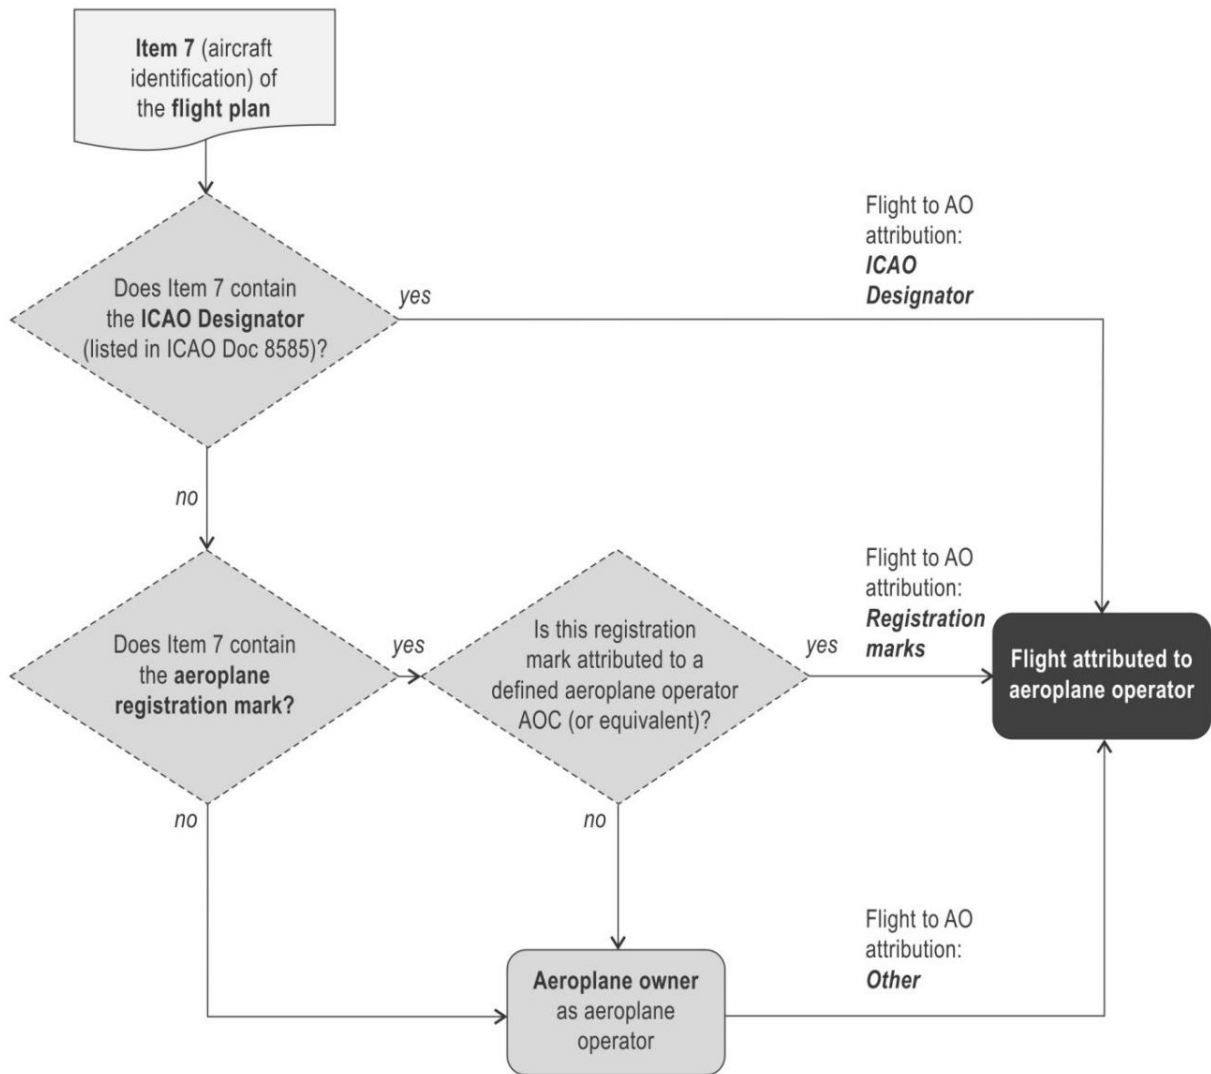 Item 7 (aircraft
identification) of
the flight plan
Flight to AO
attribution:
ICAO
Designator
Does Item 7 contain
the ICAO Designator
(listed in ICAO Doc 8585)?
yes
no
Does Item 7 contain
the aeroplane
registration mark?
yes
Is this registration
mark attributed to a
defined aeroplane operator
AOC (or equivalent)?
yes
Flight to AO
attribution:
Registration
marks
Flight attributed to
aeroplane operator
no
no
Aeroplane owner
as aeroplane
operator
Flight to AO
attribution:
Other